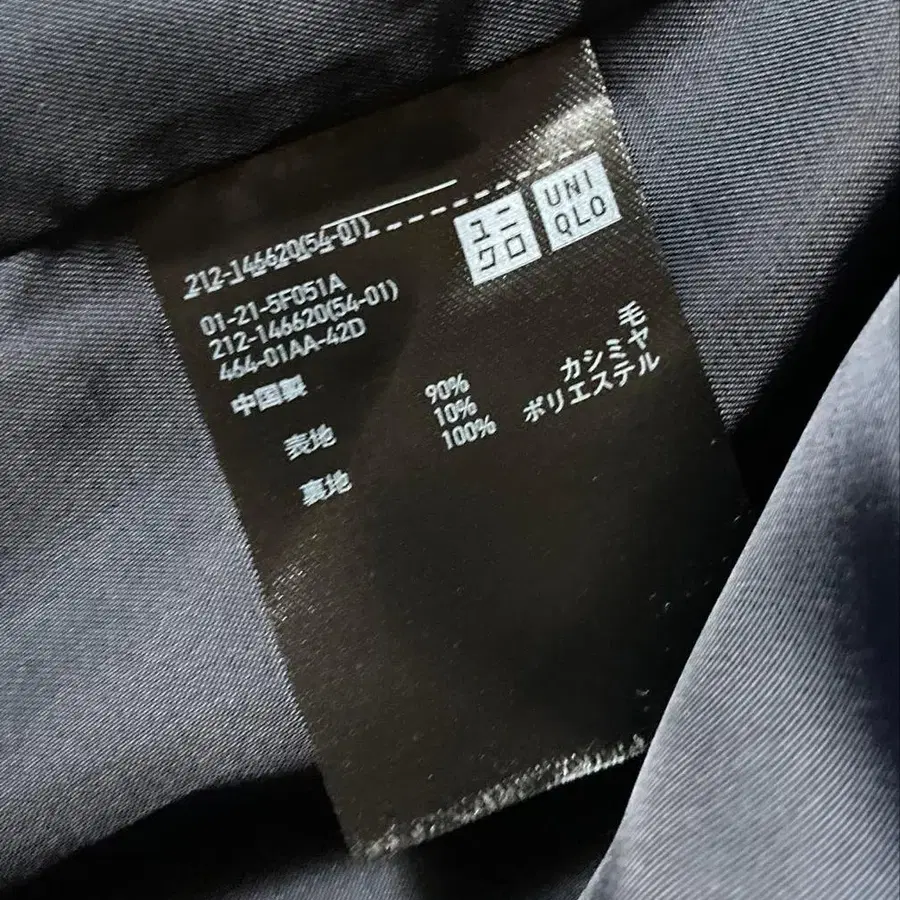 ユニ
クロ
UNI
QLO
212-146620(54-01)
01-21-5F051A
212-146620(54-01)
464-01AA-42D
中国製
表地 90% 毛
10% カシミヤ
裏地 100% ポリエステル